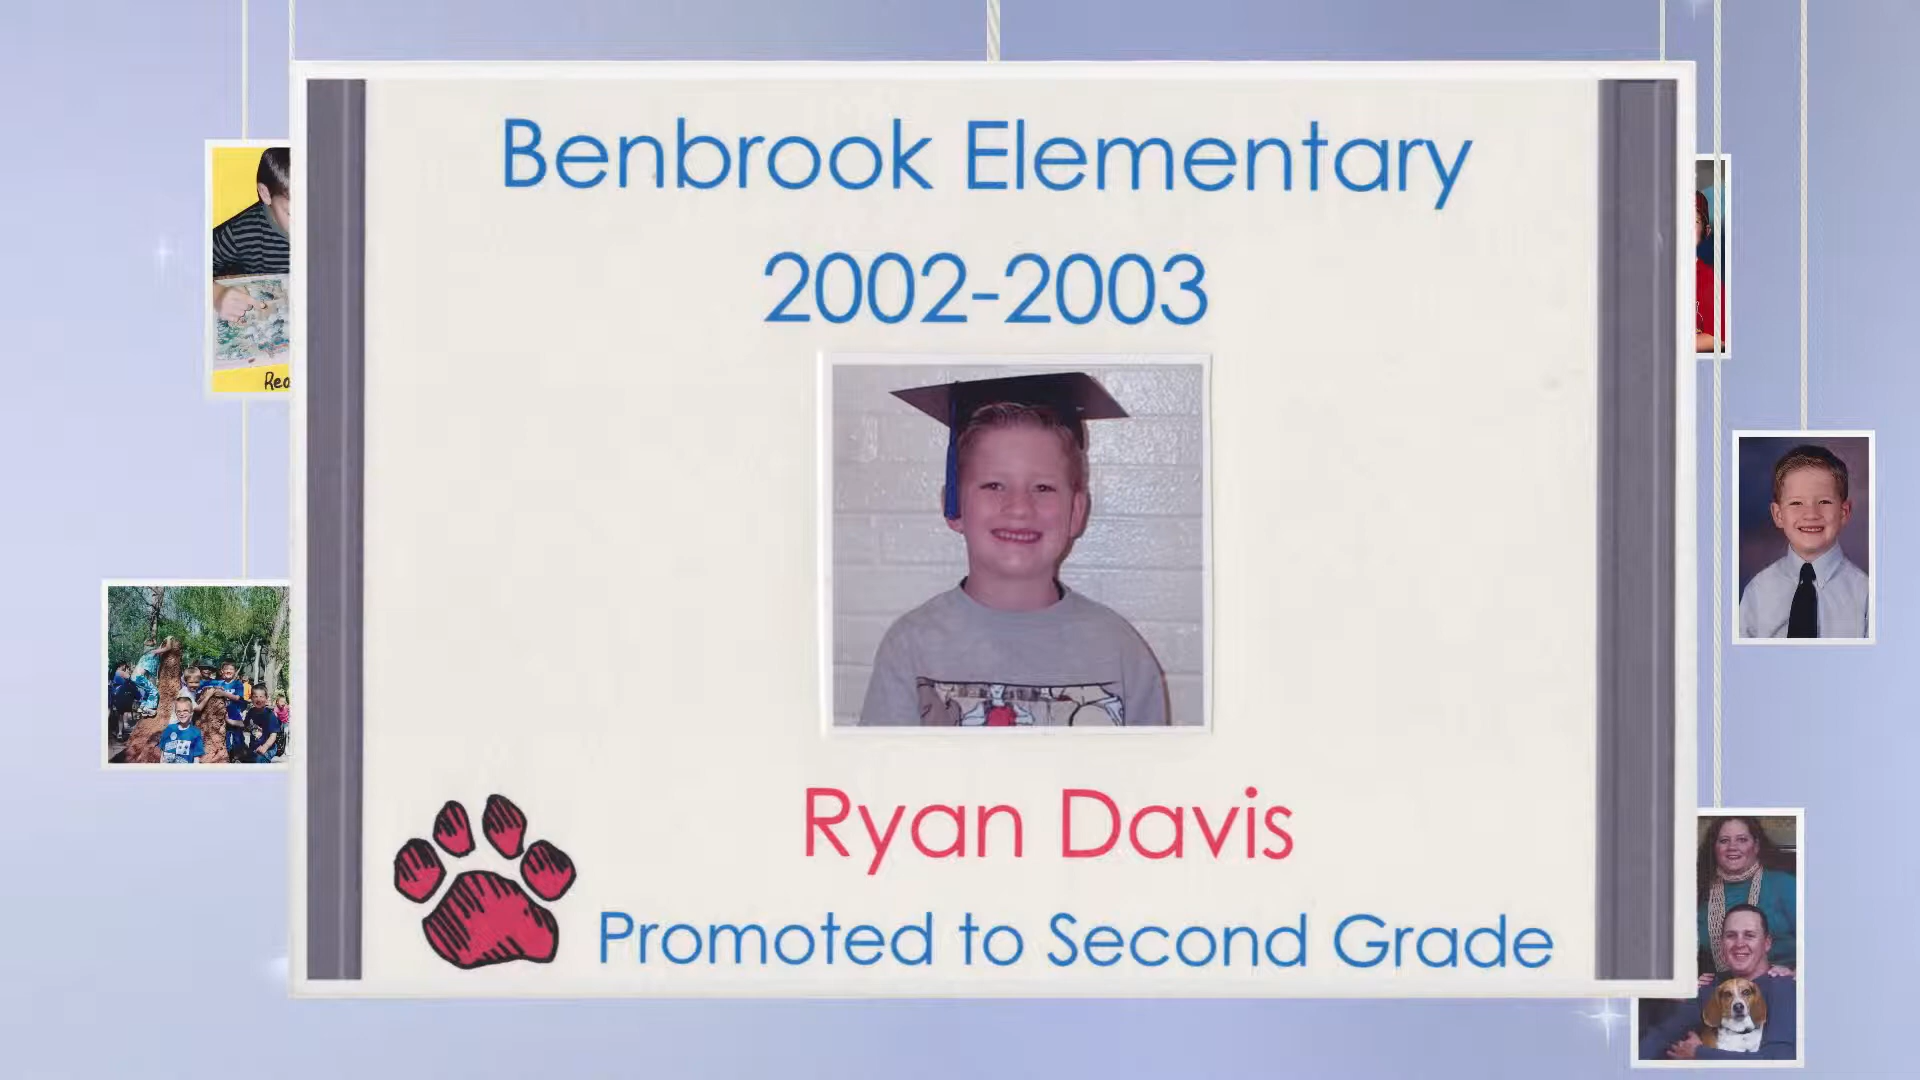 Benbrook Elementary
2002-2003
Ryan Davis
Promoted to Second Grade